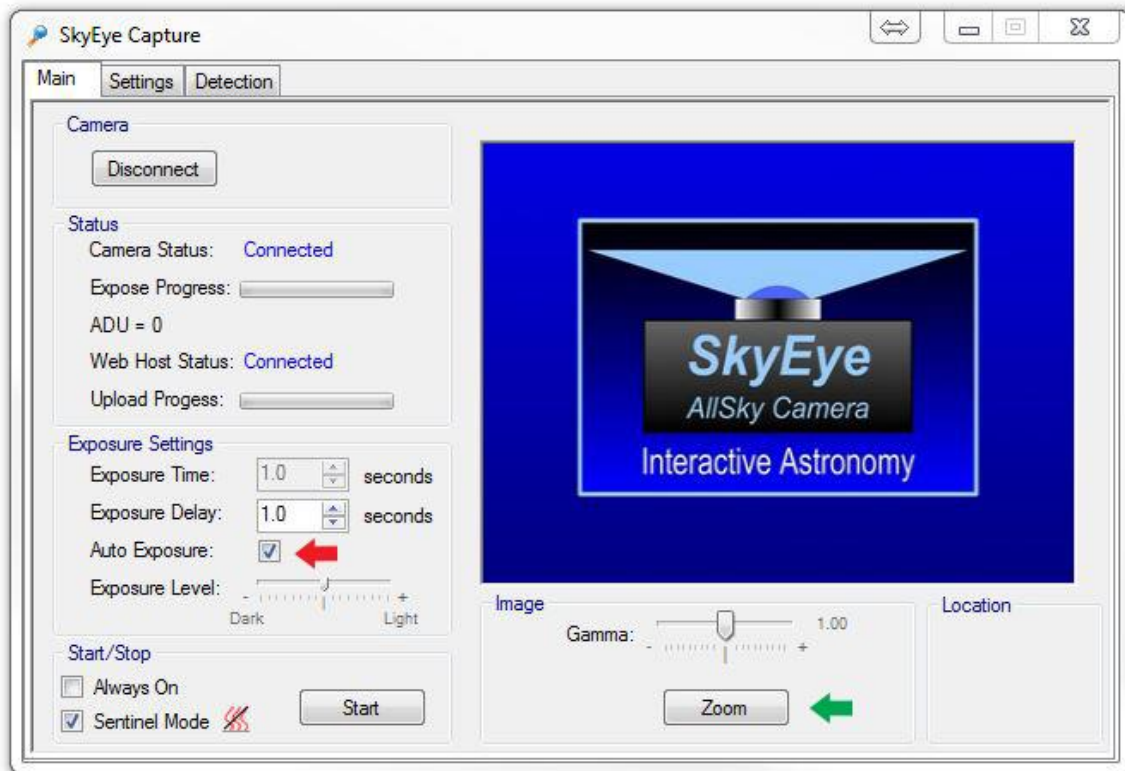 SkyEye Capture
Main Settings Detection
Camera
Disconnect
Status
Camera Status: Connected
Expose Progress:
ADU = 0
Web Host Status: Connected
Upload Progess:
Exposure Settings
Exposure Time: 1.0 seconds
Exposure Delay: 1.0 seconds
Auto Exposure:
Exposure Level: - +
Dark Light
Start/Stop
Always On
Sentinel Mode
Start
SkyEye
AllSky Camera
Interactive Astronomy
Image
Gamma: - + 1.00
Zoom
Location